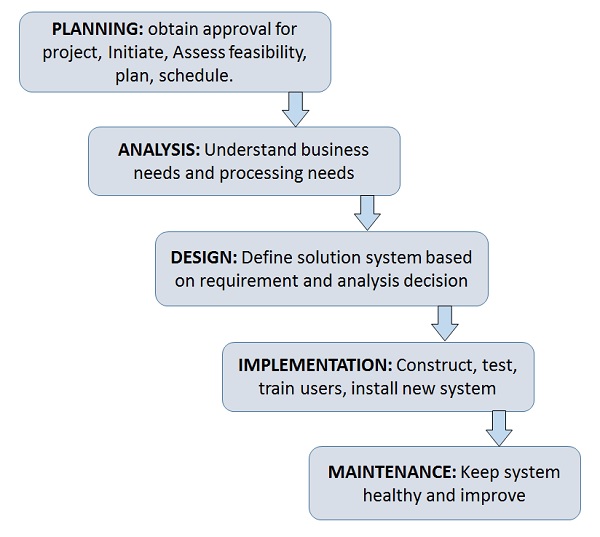 PLANNING: obtain approval for
project, Initiate, Assess feasibility,
plan, schedule.
ANALYSIS: Understand business
needs and processing needs
DESIGN: Define solution system based
on requirement and analysis decision
IMPLEMENTATION: Construct, test,
train users, install new system
MAINTENANCE: Keep system
healthy and improve